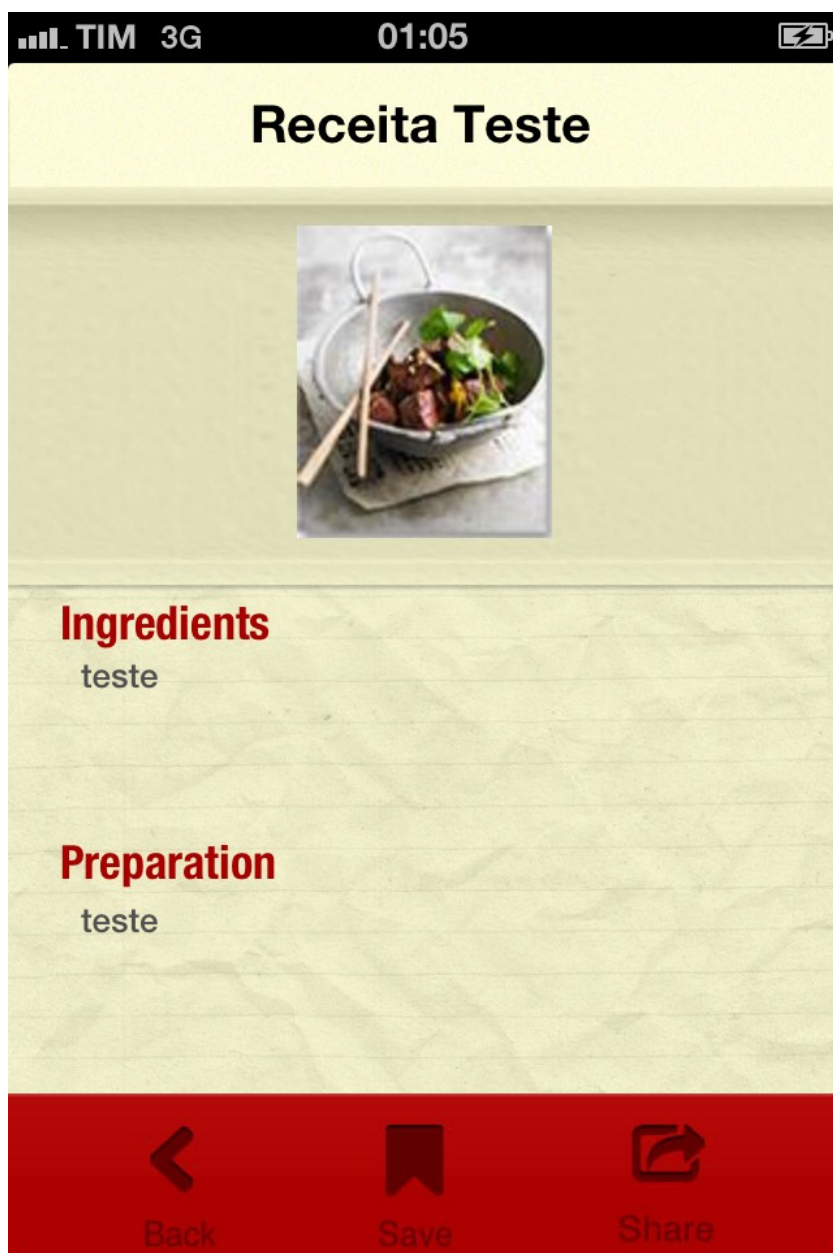 TIM 3G 01:05
Receita Teste
Ingredients
teste
Preparation
teste
Back Save Share